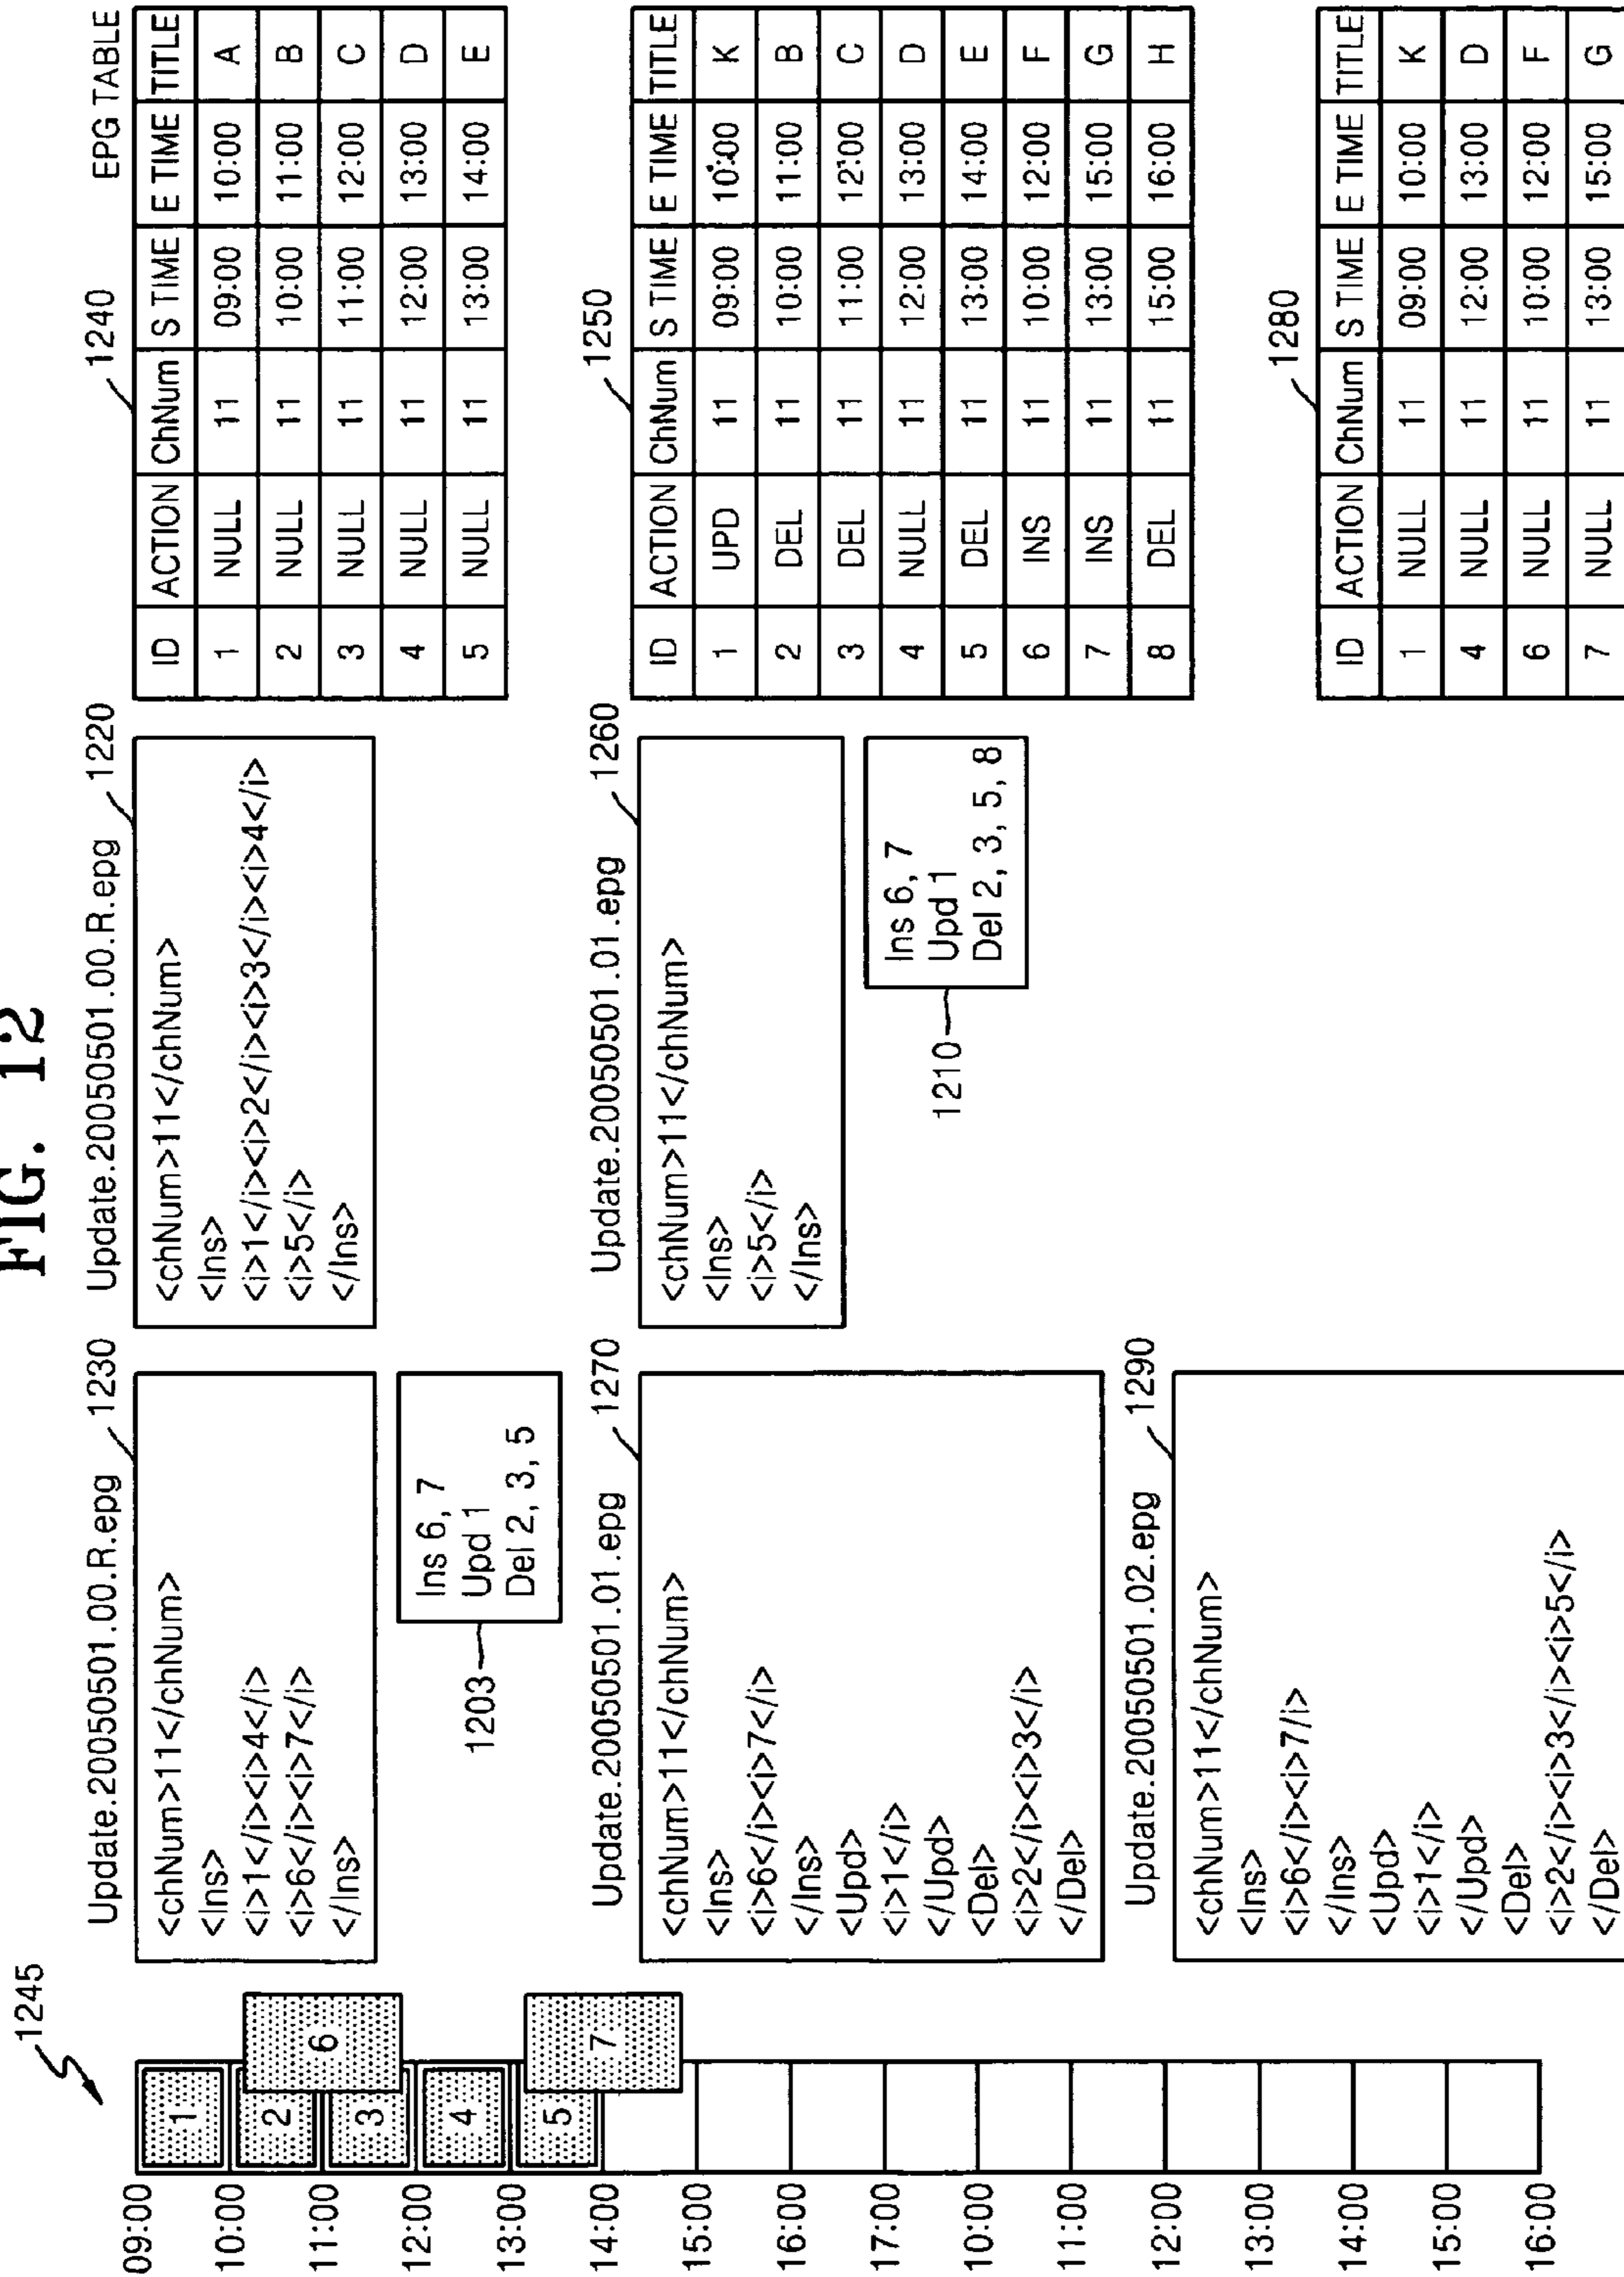 FIG. 12
1245
09:00
10:00
11:00
12:00
13:00
14:00
15:00
16:00
17:00
10:00
11:00
12:00
13:00
14:00
15:00
16:00
1
2
3
4
5
6
7
Update.20050501.00.R.epg 1230
<chNum>11</chNum>
<Ins>
<i>1</i><i>4</i>
<i>6</i><i>7</i>
</Ins>
1203
Ins 6, 7
Upd 1
Del 2, 3, 5
Update.20050501.01.epg 1270
<chNum>11</chNum>
<Ins>
<i>6</i><i>7</i>
</Ins>
<Upd>
<i>1</i>
</Upd>
<Del>
<i>2</i><i>3</i>
</Del>
Update.20050501.02.epg 1290
<chNum>11</chNum>
<Ins>
<i>6</i><i>7/i>
</Ins>
<Upd>
<i>1</i>
</Upd>
<Del>
<i>2</i><i>3</i><i>5</i>
</Del>
Update.20050501.00.R.epg 1220
<chNum>11</chNum>
<Ins>
<i>1</i><i>2</i><i>3</i><i>4</i>
<i>5</i>
</Ins>
Update.20050501.01.epg 1260
<chNum>11</chNum>
<Ins>
<i>5</i>
</Ins>
1210
Ins 6, 7
Upd 1
Del 2, 3, 5, 8
1240 EPG TABLE
ID ACTION ChNum S TIME E TIME TITLE
1 NULL 11 09:00 10:00 A
2 NULL 11 10:00 11:00 B
3 NULL 11 11:00 12:00 C
4 NULL 11 12:00 13:00 D
5 NULL 11 13:00 14:00 E
1250
ID ACTION ChNum S TIME E TIME TITLE
1 UPD 11 09:00 10:00 K
2 DEL 11 10:00 11:00 B
3 DEL 11 11:00 12:00 C
4 NULL 11 12:00 13:00 D
5 DEL 11 13:00 14:00 E
6 INS 11 10:00 12:00 F
7 INS 11 13:00 15:00 G
8 DEL 11 15:00 16:00 H
1280
ID ACTION ChNum S TIME E TIME TITLE
1 NULL 11 09:00 10:00 K
4 NULL 11 12:00 13:00 D
6 NULL 11 10:00 12:00 F
7 NULL 11 13:00 15:00 G